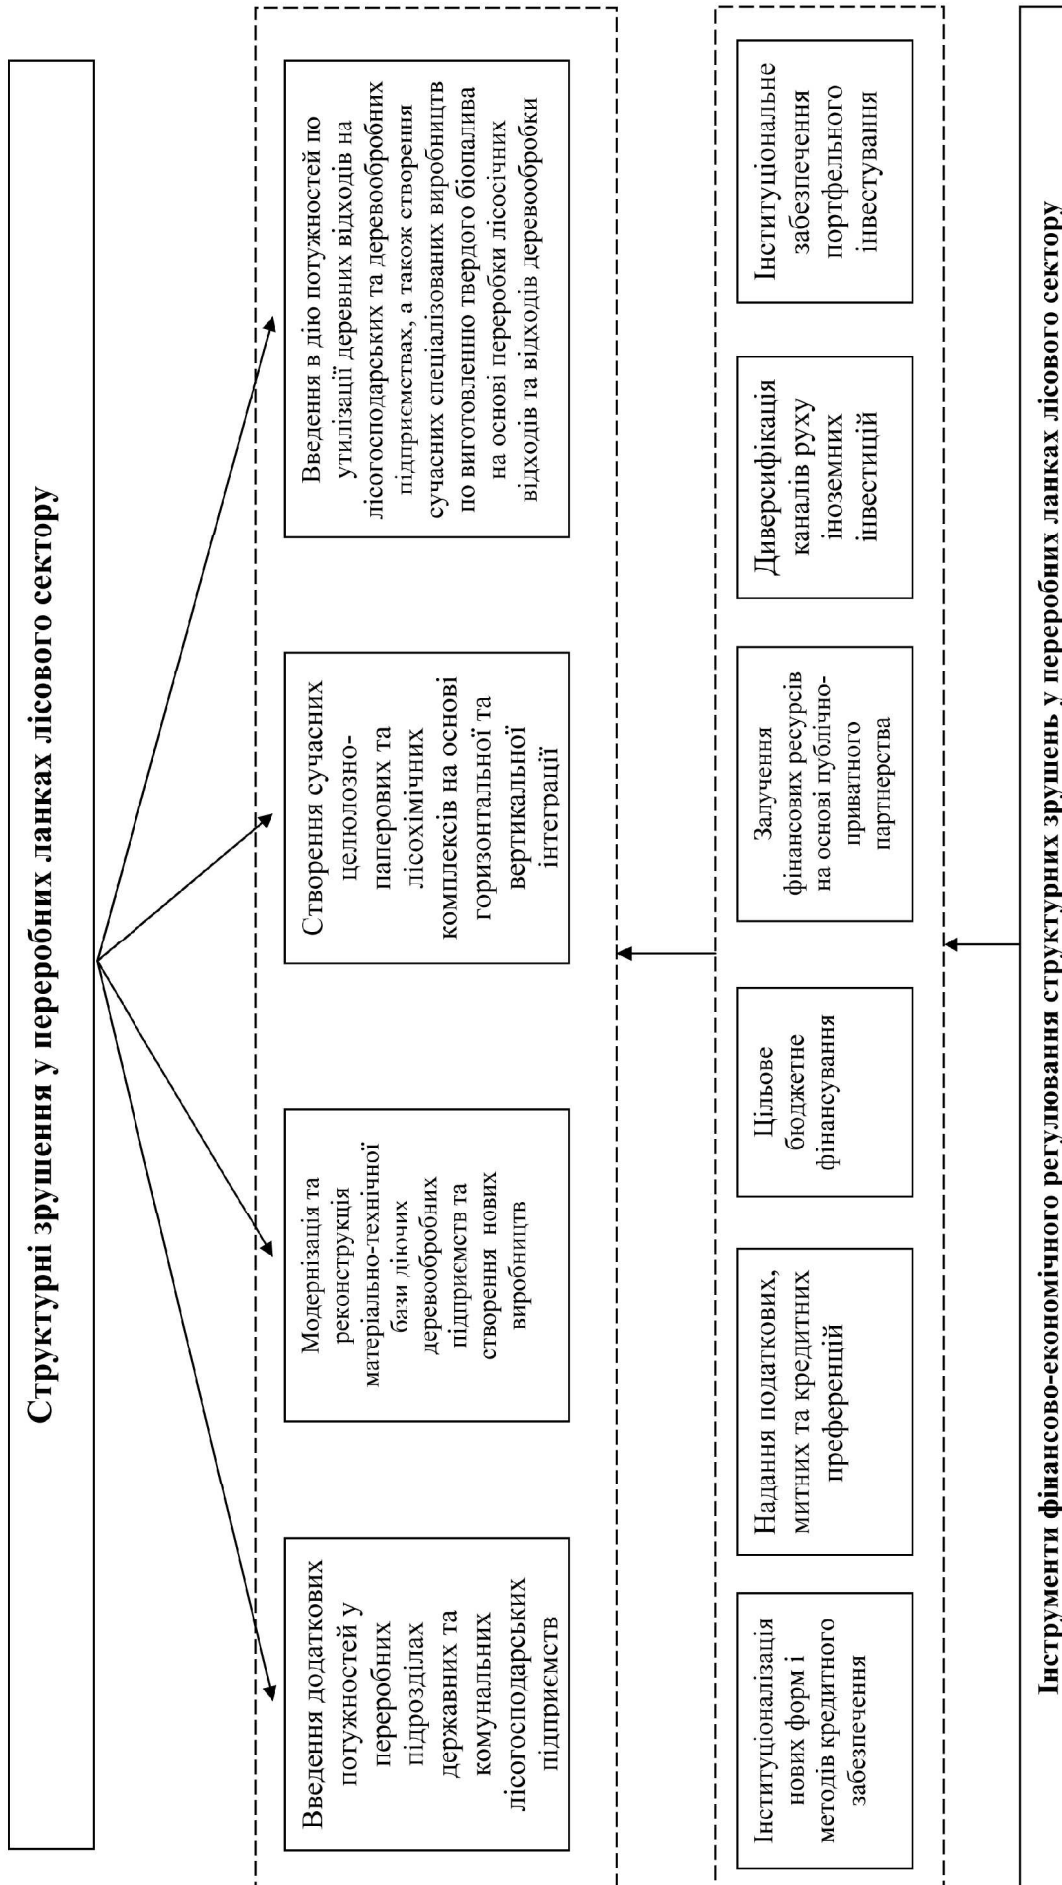 Структурні зрушення у переробних ланках лісового сектору
Введення додаткових
потужностей у
переробних
підрозділах
державних та
комунальних
лісогосподарських
підприємств
Модернізація та
реконструкція
матеріально-технічної
бази діючих
деревообробних
підприємств та
створення нових
виробництв
Створення сучасних
целюлозно-
паперових та
лісохімічних
комплексів на основі
горизонтальної та
вертикальної
інтеграції
Введення в дію потужностей по
утилізації деревних відходів на
лісогосподарських та деревообробних
підприємствах, а також створення
сучасних спеціалізованих виробництв
по виготовленню твердого біопалива
на основі переробки лісосічних
відходів та відходів деревообробки
Інституціоналізація
нових форм і
методів кредитного
забезпечення
Надання податкових,
митних та кредитних
преференцій
Цільове
бюджетне
фінансування
Залучення
фінансових ресурсів
на основі публічно-
приватного
партнерства
Диверсифікація
каналів руху
іноземних
інвестицій
Інституціональне
забезпечення
портфельного
інвестування
Інструменти фінансово-економічного регулювання структурних зрушень у переробних ланках лісового сектору